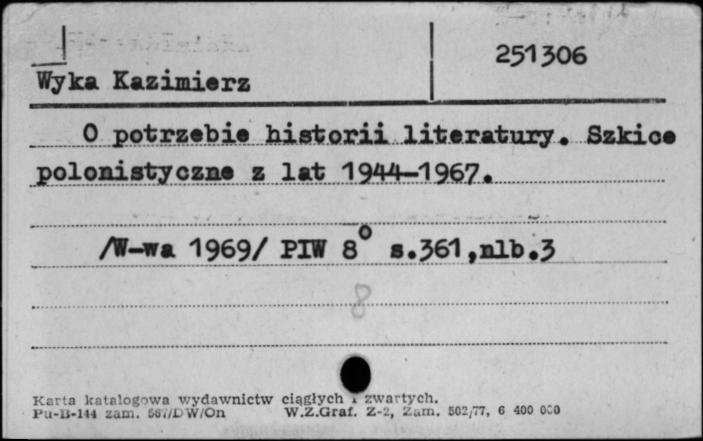 251306
Wyka Kazimierz
O potrzebie historii literatury. Szkice
polonistyczne z lat 1944-1967.
/W-wa 1969/ PIW 8° s.361,nlb.3
8
Karta katalogowa wydawnictw ciągłych i zwartych.
Pu-B-144 zam. 567/DW/On W.Z.Graf. Z-2, Zam. 502/77, 6 400 000